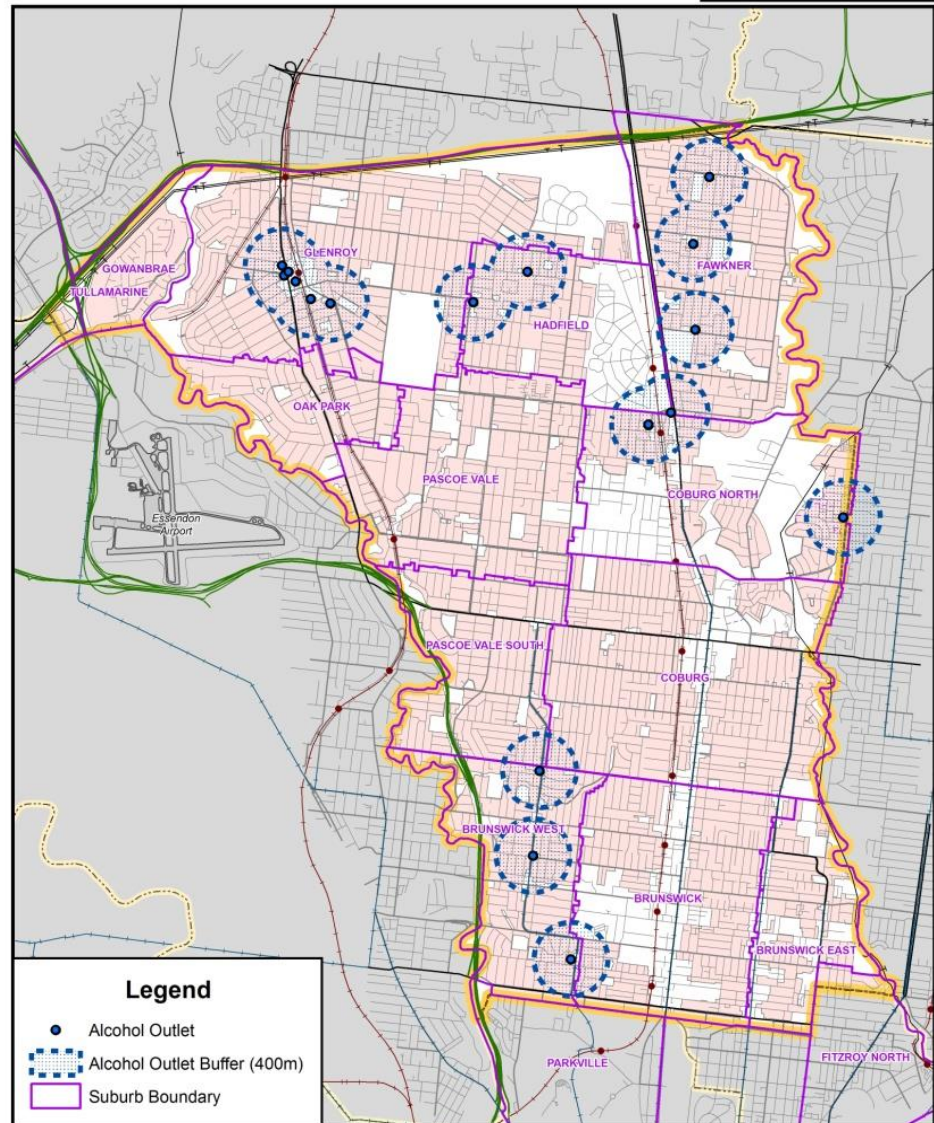 GLENROY
GOWANBRAE
TULLAMARINE
FAWKNER
HADFIELD
OAK PARK
PASCOE VALE
COBURG NORTH
Essendon
Airport
PASCOE VALE SOUTH
COBURG
BRUNSWICK WEST
BRUNSWICK
BRUNSWICK EAST
PARKVILLE
FITZROY NORTH
Legend
Alcohol Outlet
Alcohol Outlet Buffer (400m)
Suburb Boundary